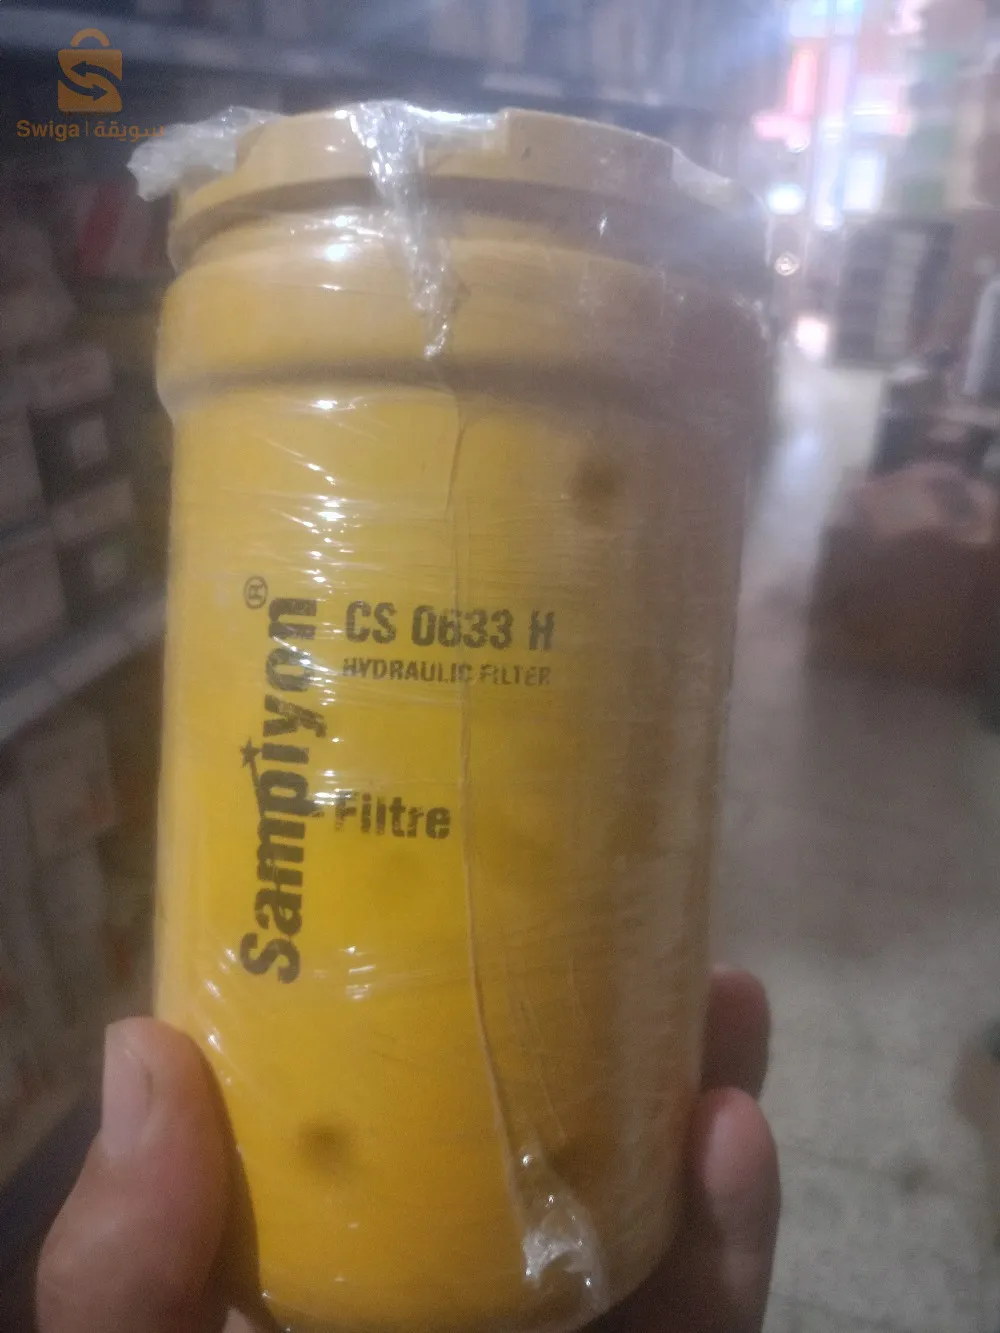 Swiga | سويقة
Sampiyon®
CS 0633 H
HYDRAULIC FILTER
Filtre